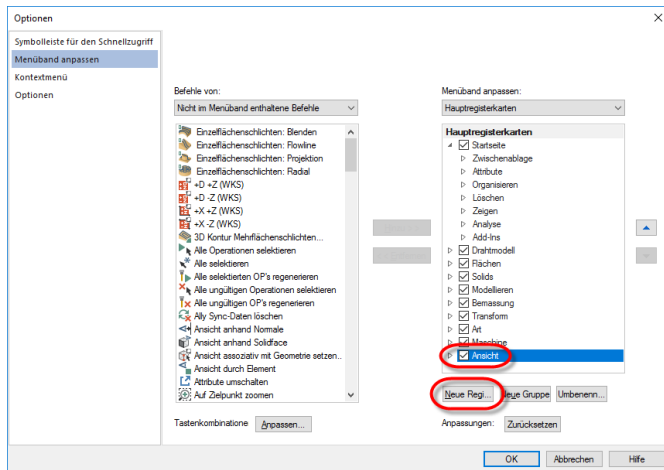 Optionen
Symbolleiste für den Schnellzugriff
Menüband anpassen
Kontextmenü
Optionen
Befehle von:
Nicht im Menüband enthaltene Befehle
Einzelflächenschlichten: Blenden
Einzelflächenschlichten: Flowline
Einzelflächenschlichten: Projektion
Einzelflächenschlichten: Radial
+D +Z (WKS)
+D -Z (WKS)
+X +Z (WKS)
+X -Z (WKS)
3D Kontur Mehrflächenschlichten...
Alle Operationen selektieren
Alle selektieren
Alle selektierten OP's regenerieren
Alle ungültigen Operationen selektieren
Alle ungültigen OP's regenerieren
Ally Sync-Daten löschen
Ansicht anhand Normale
Ansicht anhand Solidface
Ansicht assoziativ mit Geometrie setzen..
Ansicht durch Element
Attribute umschalten
Auf Zielpunkt zoomen
Tastenkombinatione
Anpassen...
Menüband anpassen:
Hauptregisterkarten
Hauptregisterkarten
Startseite
Zwischenablage
Attribute
Organisieren
Löschen
Zeigen
Analyse
Add-Ins
Drahtmodell
Flächen
Solids
Modellieren
Bemassung
Transform
Art
Maschine
Ansicht
Neue Regi...
Neue Gruppe
Umbenenn...
Anpassungen:
Zurücksetzen
OK
Abbrechen
Hilfe